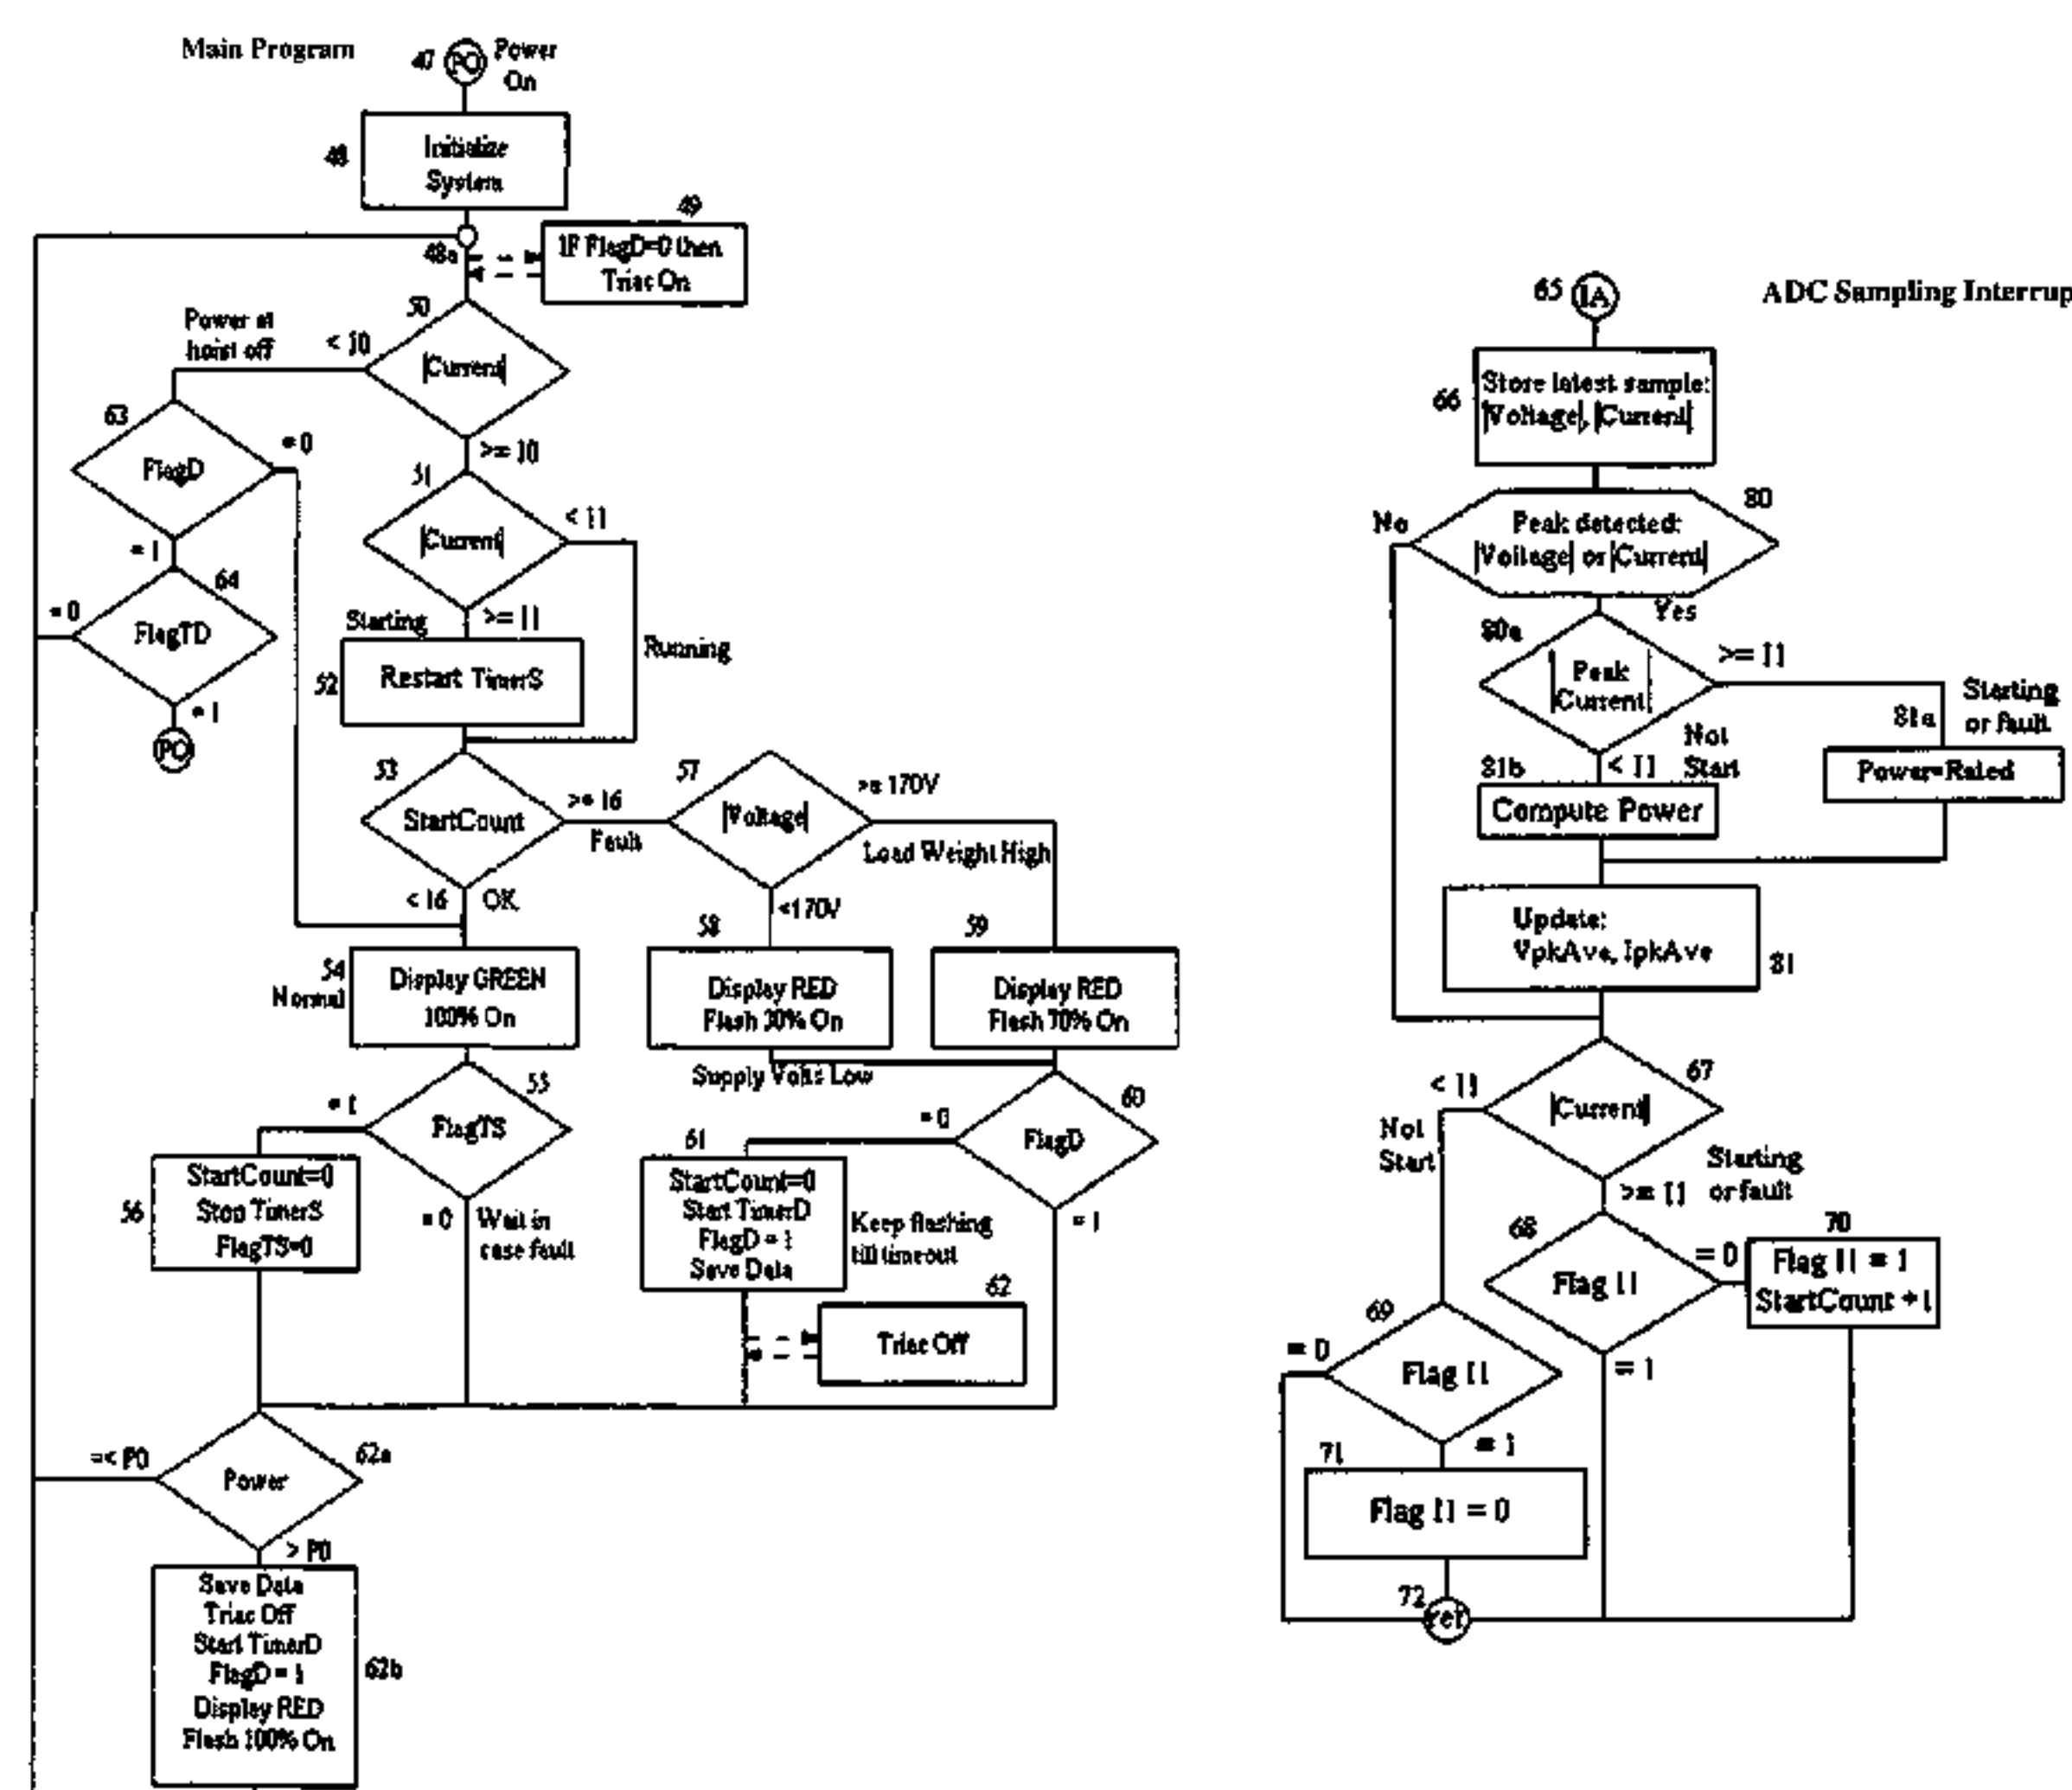 Main Program
47
PO
Power
On
48
Initialize
System
48a
49
IF FlagD=0 then
Triac On
50
|Current|
Power at
hoist off
< I0
>= I0
63
FlagD
= 0
= 1
64
FlagTD
= 0
= 1
PO
51
|Current|
< I1
>= I1
Starting
Running
52
Restart TimerS
53
StartCount
>= 16
Fault
< 16
OK
57
|Voltage|
>= 170V
Load Weight High
<170V
54
Normal
Display GREEN
100% On
58
Display RED
Flash 30% On
59
Display RED
Flash 70% On
Supply Volts Low
55
FlagTS
= 1
= 0
Wait in
case fault
56
StartCount=0
Stop TimerS
FlagTS=0
60
FlagD
= 0
= 1
61
StartCount=0
Start TimerD
FlagD = 1
Save Data
Keep flashing
till timeout
62
Triac Off
62a
Power
=< P0
> P0
Save Data
Triac Off
Start TimerD
FlagD = 1
Display RED
Flash 100% On
62b
65
IA
ADC Sampling Interrup
66
Store latest sample:
|Voltage|, |Current|
80
Peak detected:
|Voltage| or |Current|
No
Yes
80a
|Peak
Current|
>= I1
Starting
or fault
81a
Power=Rated
< I1
Not
Start
81b
Compute Power
Update:
VpkAve, IpkAve
81
67
|Current|
< I1
Not
Start
>= I1
Starting
or fault
68
Flag I1
= 0
= 1
70
Flag I1 = 1
StartCount +1
69
Flag I1
= 0
= 1
71
Flag I1 = 0
72
ret